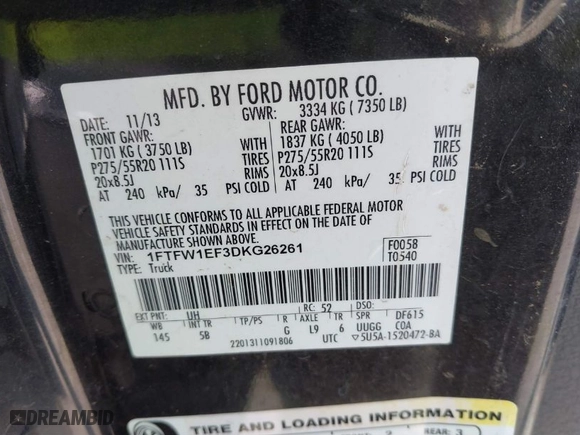 MFD. BY FORD MOTOR CO.
DATE: 11/13 GVWR: 3334 KG ( 7350 LB)
FRONT GAWR: REAR GAWR:
1701 KG ( 3750 LB) WITH 1837 KG ( 4050 LB) WITH
P275/55R20 111S TIRES P275/55R20 111S TIRES
20x8.5J RIMS 20x8.5J RIMS
AT 240 kPa/ 35 PSI COLD AT 240 kPa/ 35 PSI COLD
THIS VEHICLE CONFORMS TO ALL APPLICABLE FEDERAL MOTOR
VEHICLE SAFETY STANDARDS IN EFFECT ON THE DATE OF
MANUFACTURE SHOWN ABOVE.
VIN: 1FTFW1EF3DKG26261 F0058
TYPE: Truck T0540
EXT PNT: UH RC: 52 DSO:
WB INT TR TP/PS R AXLE TR SPR DF615
145 5B G L9 6 UUGG COA
2201311091806 UTC 5U5A-1520472-BA
TIRE AND LOADING INFORMATION
REAR: 3
DREAMBID